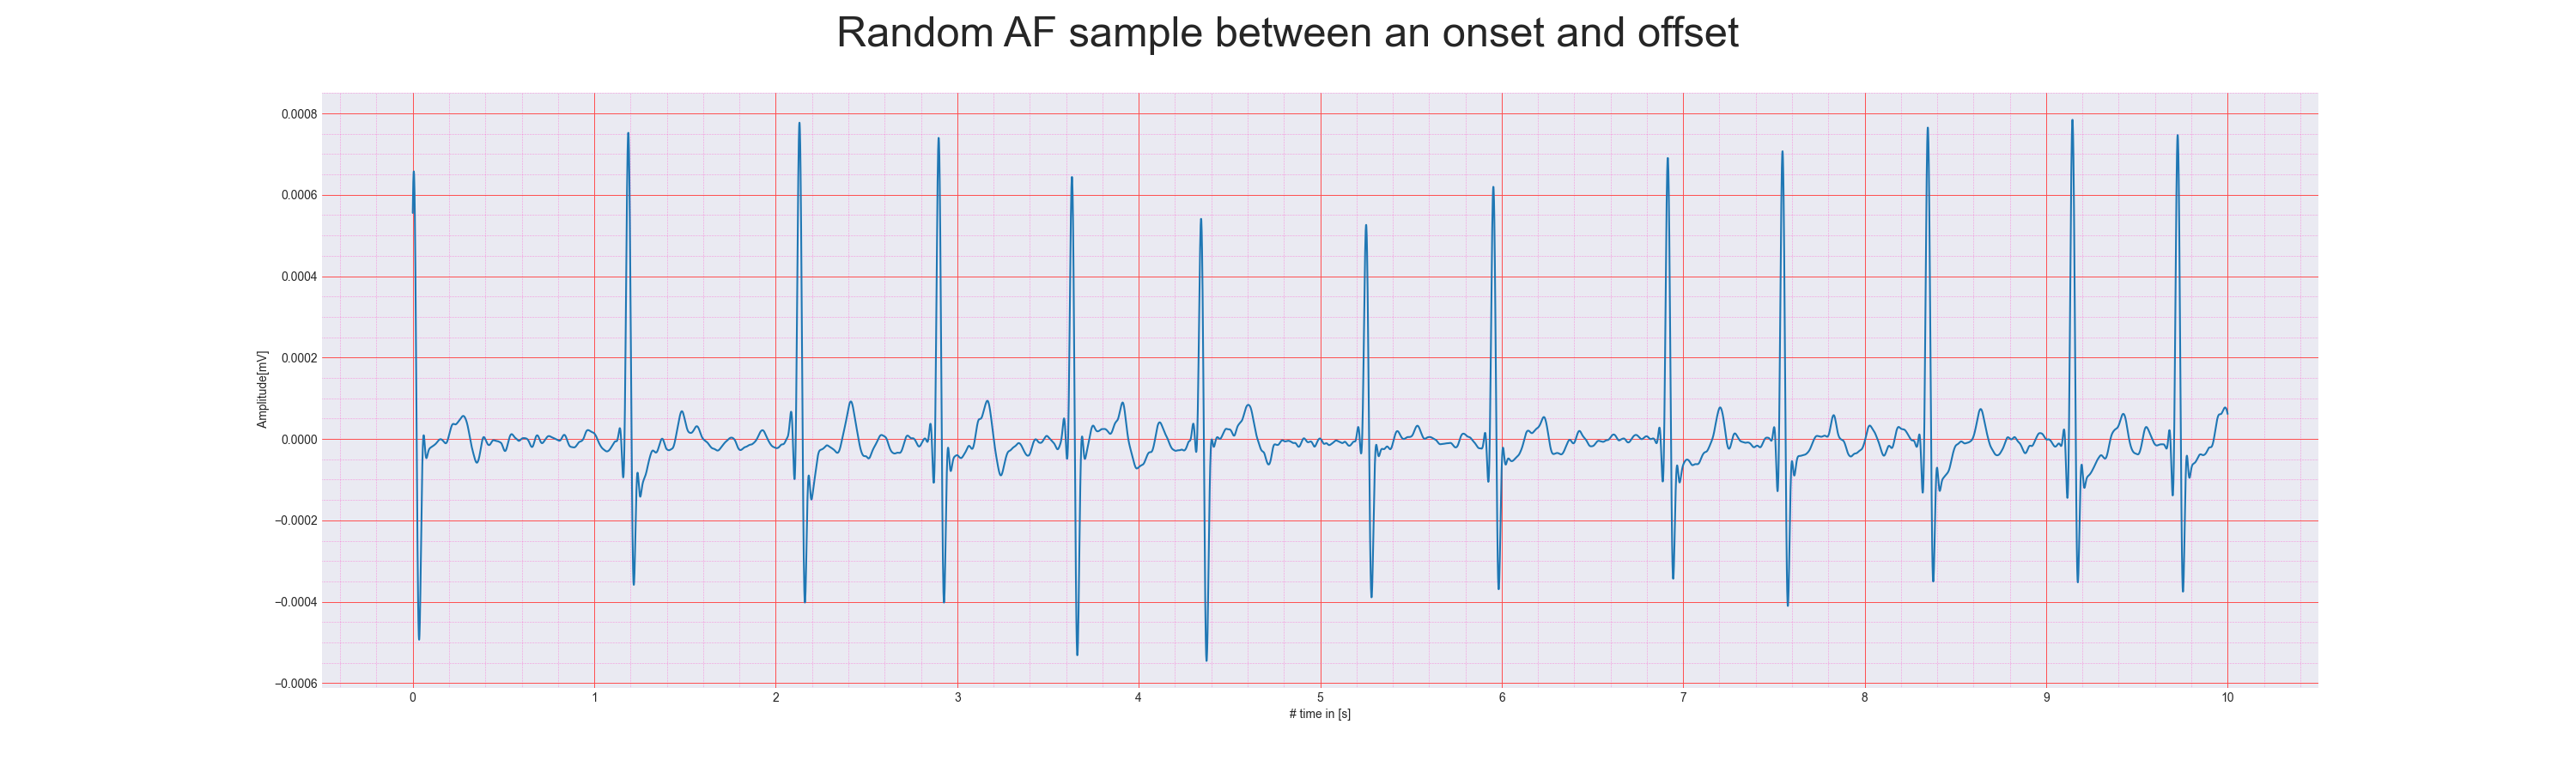 Random AF sample between an onset and offset
0.0008
0.0006
0.0004
0.0002
0.0000
−0.0002
−0.0004
−0.0006
Amplitude[mV]
0 1 2 3 4 5 6 7 8 9 10
# time in [s]